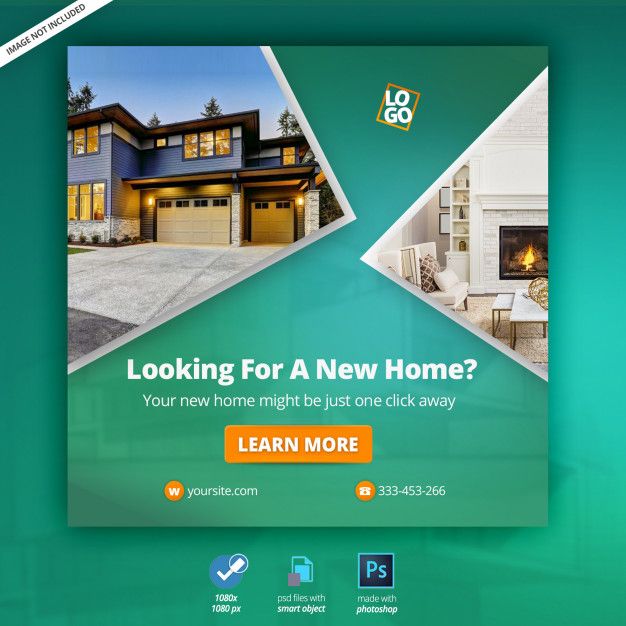 IMAGE NOT INCLUDED
LO
GO
Looking For A New Home?
Your new home might be just one click away
LEARN MORE
W yoursite.com
333-453-266
1080x
1080 px
psd files with
smart object
Ps
made with
photoshop